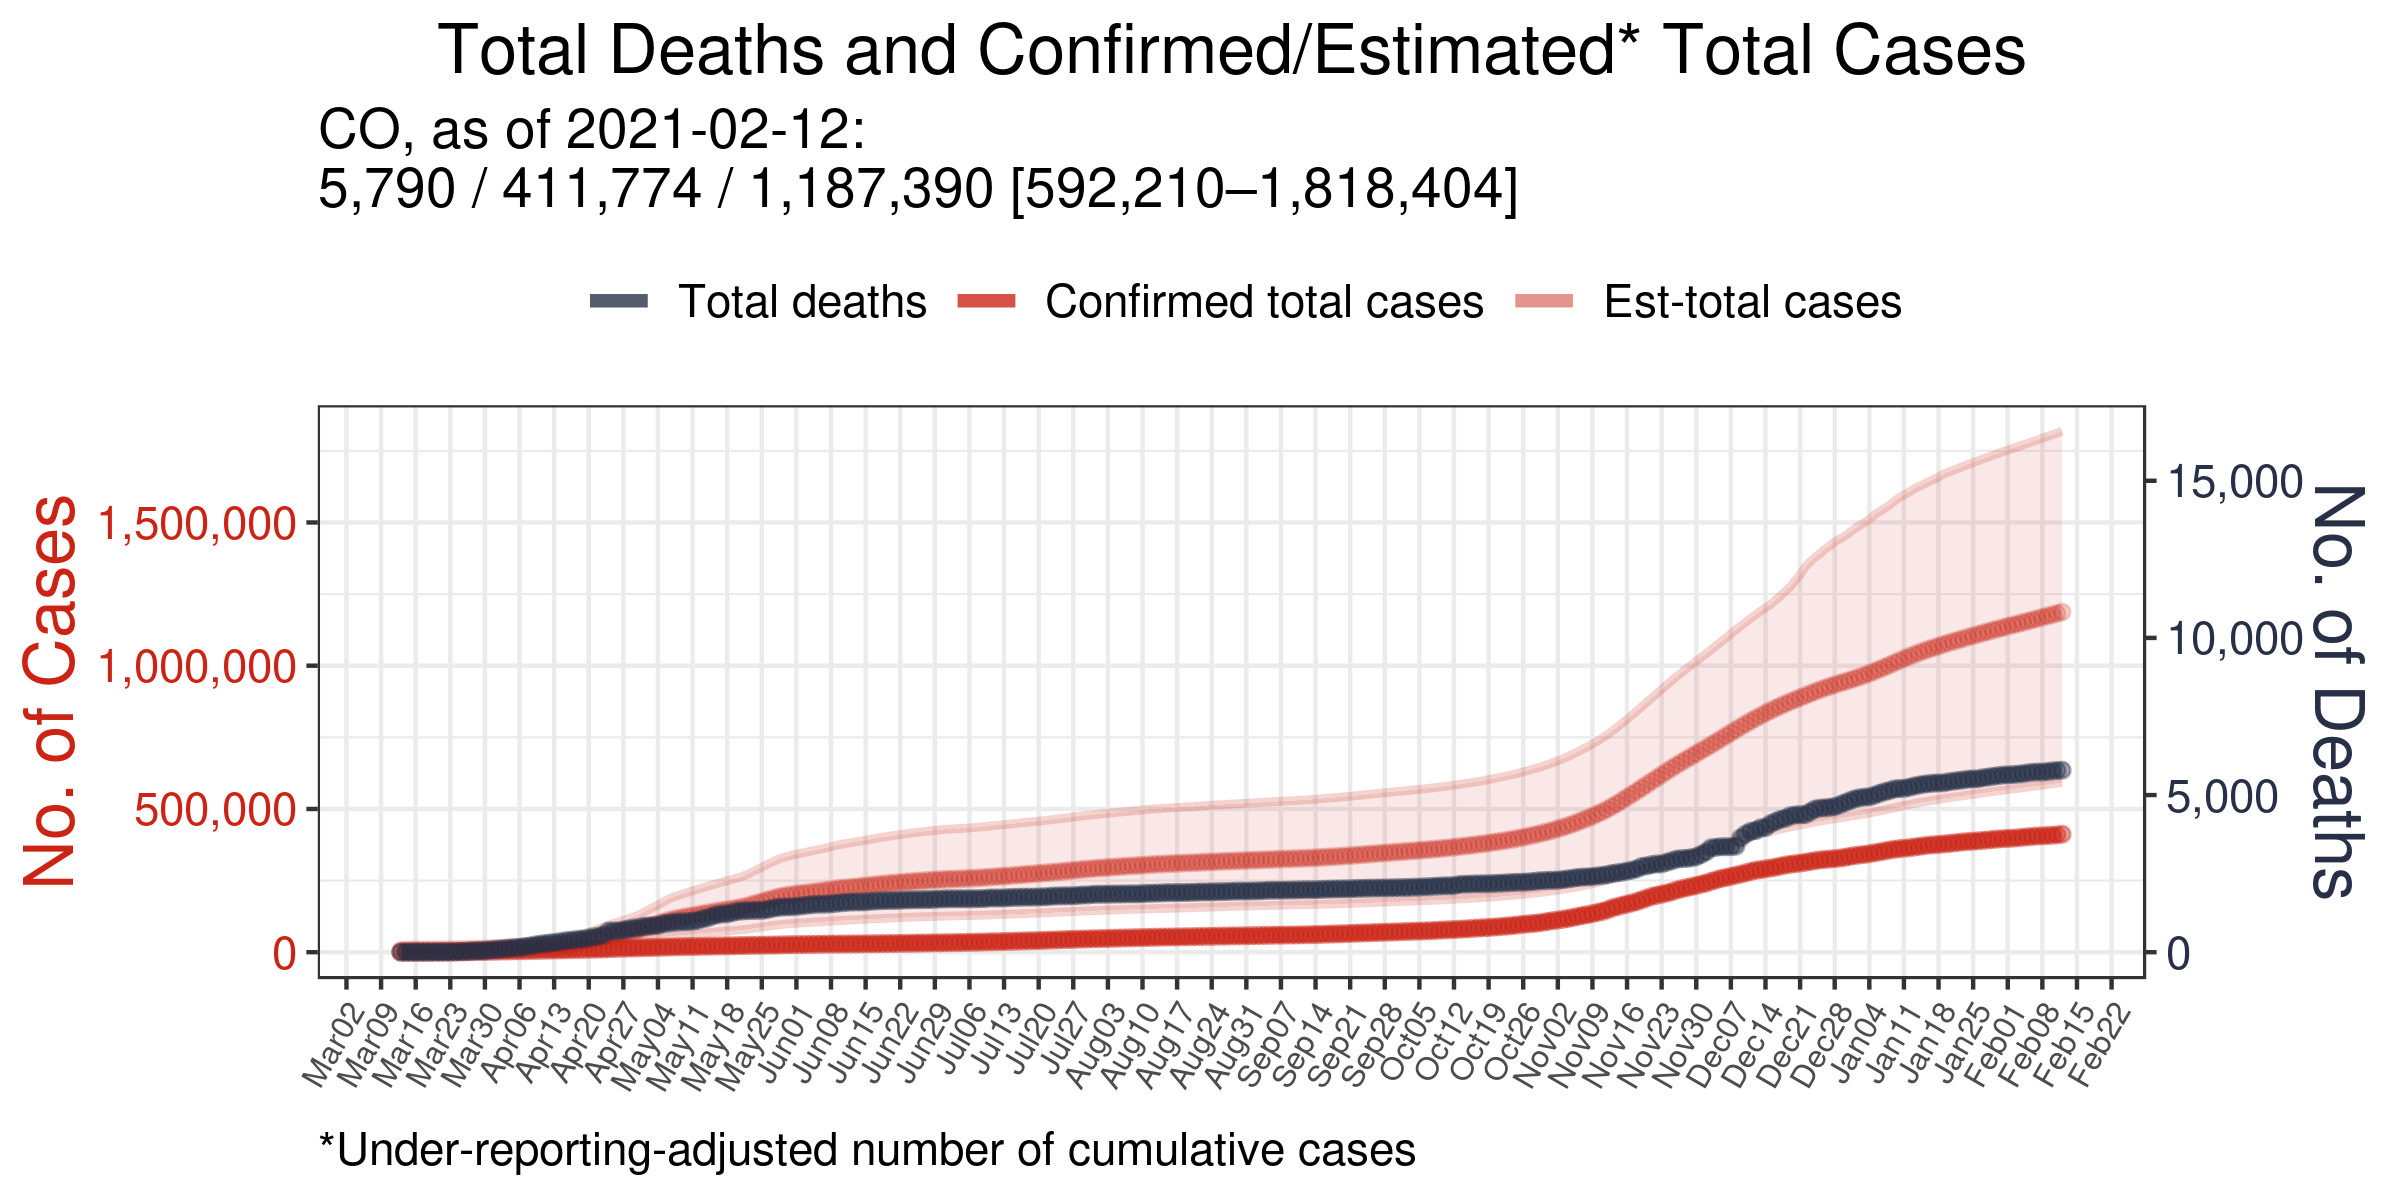 Total Deaths and Confirmed/Estimated* Total Cases
CO, as of 2021-02-12:
5,790 / 411,774 / 1,187,390 [592,210–1,818,404]
Total deaths
Confirmed total cases
Est-total cases
No. of Cases
1,500,000
1,000,000
500,000
0
15,000
10,000
5,000
0
No. of Deaths
Mar02
Mar09
Mar16
Mar23
Mar30
Apr06
Apr13
Apr20
Apr27
May04
May11
May18
May25
Jun01
Jun08
Jun15
Jun22
Jun29
Jul06
Jul13
Jul20
Jul27
Aug03
Aug10
Aug17
Aug24
Aug31
Sep07
Sep14
Sep21
Sep28
Oct05
Oct12
Oct19
Oct26
Nov02
Nov09
Nov16
Nov23
Nov30
Dec07
Dec14
Dec21
Dec28
Jan04
Jan11
Jan18
Jan25
Feb01
Feb08
Feb15
Feb22
*Under-reporting-adjusted number of cumulative cases